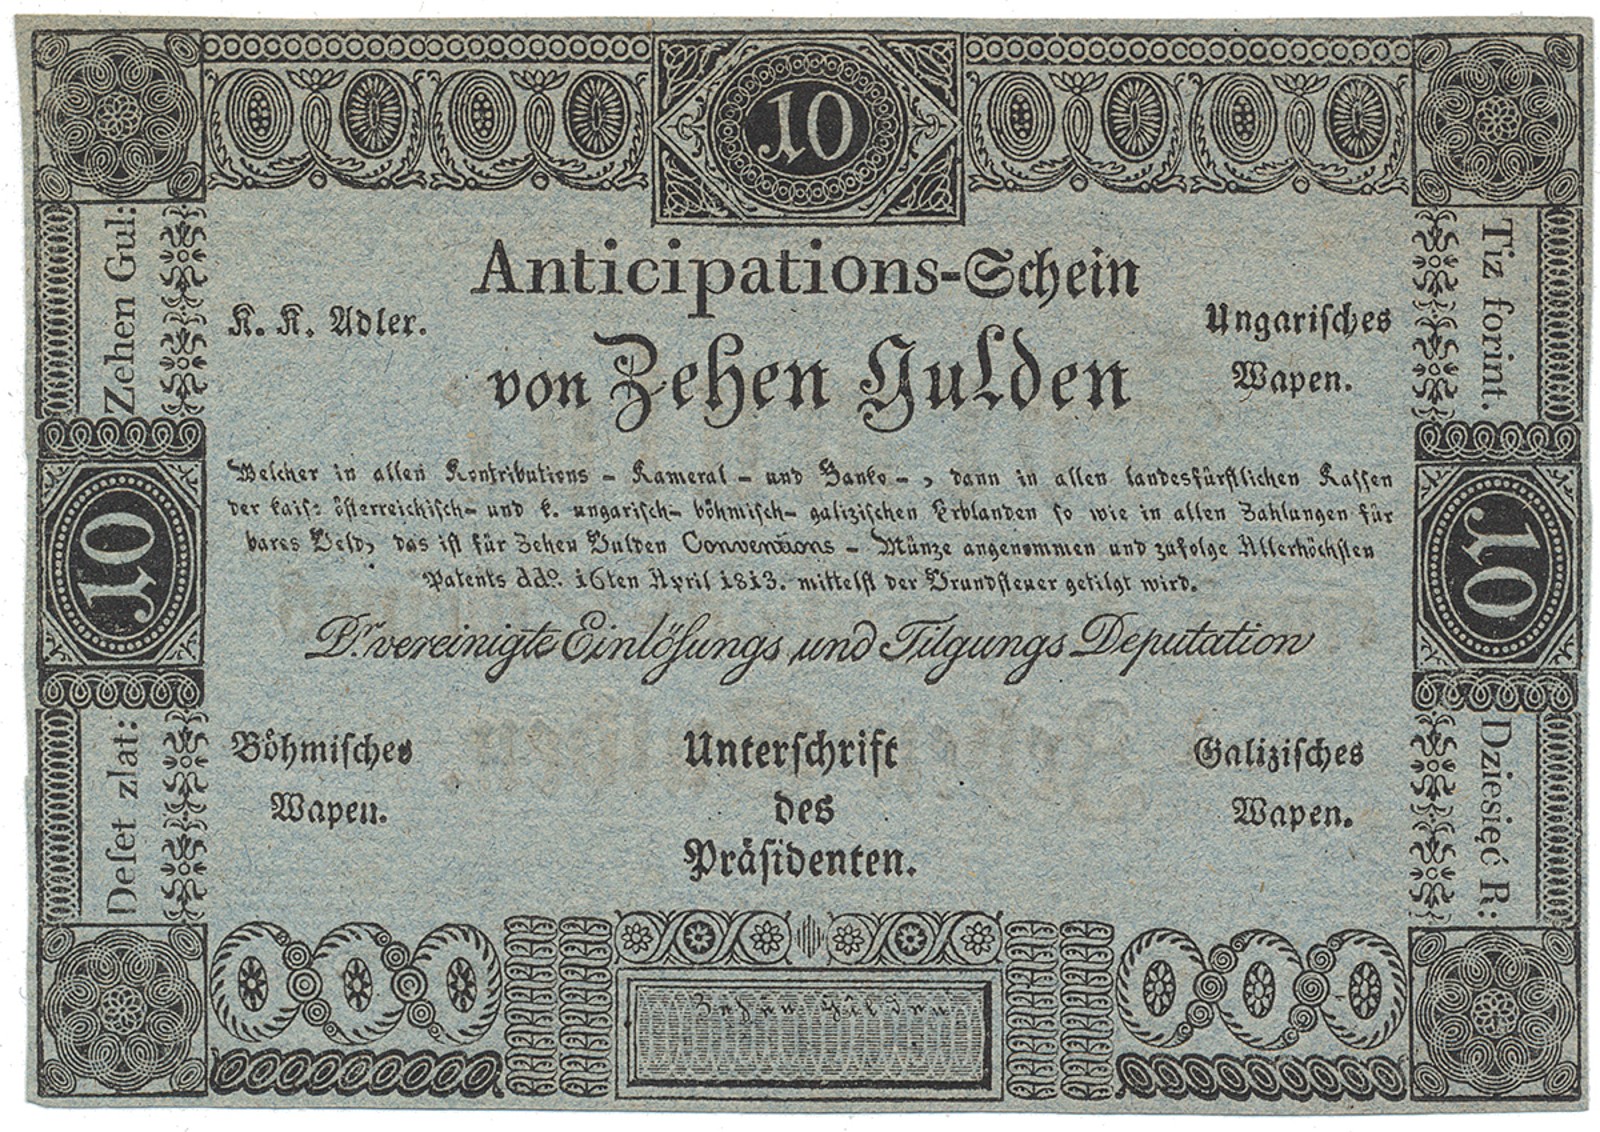 10
Zehen Gul:
Tiz forint.
Anticipations-Schein
K. K. Adler.
Ungarisches
Wapen.
von Zehen Gulden
Welcher in allen Kontributions - Kameral - und Banko - , dann in allen landesfürstlichen Kassen
der kais: österreichisch- und k. ungarisch- böhmisch- galizischen Erblanden so wie in allen Zahlungen für
bares Geld, das ist für Zehen Gulden Conventions - Münze angenommen und zufolge Allerhöchsten
Patents ddo. 16ten April 1813. mittelst der Grundsteuer getilgt wird.
10
10
Dr. vereinigte Einlösungs und Tilgungs Deputation
Böhmisches
Wapen.
Unterschrift
des
Präsidenten.
Galizisches
Wapen.
Deſet zlat:
Dziesięć R:
Zehen Gulden